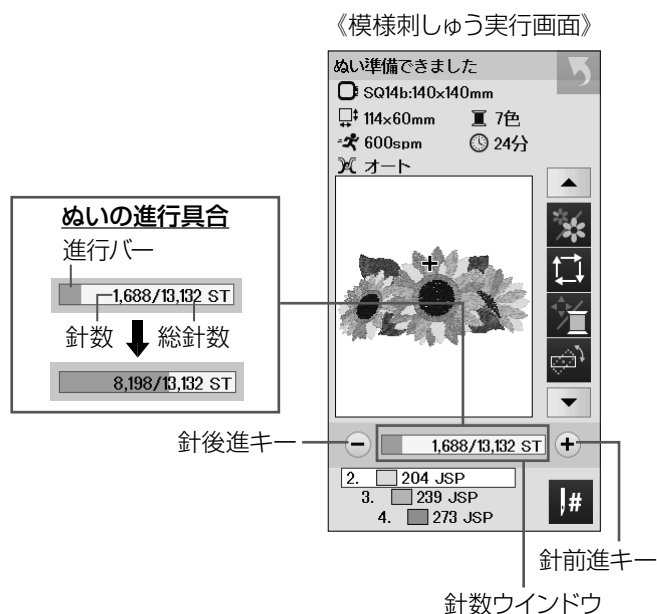 《模様刺しゅう実行画面》
ぬい準備できました
SQ14b:140x140mm
114x60mm
7色
600spm
24分
オート
ぬいの進行具合
進行バー
1,688/13,132 ST
針数
総針数
8,198/13,132 ST
針後進キー
1,688/13,132 ST
2. 204 JSP
3. 239 JSP
4. 273 JSP
#
針前進キー
針数ウインドウ